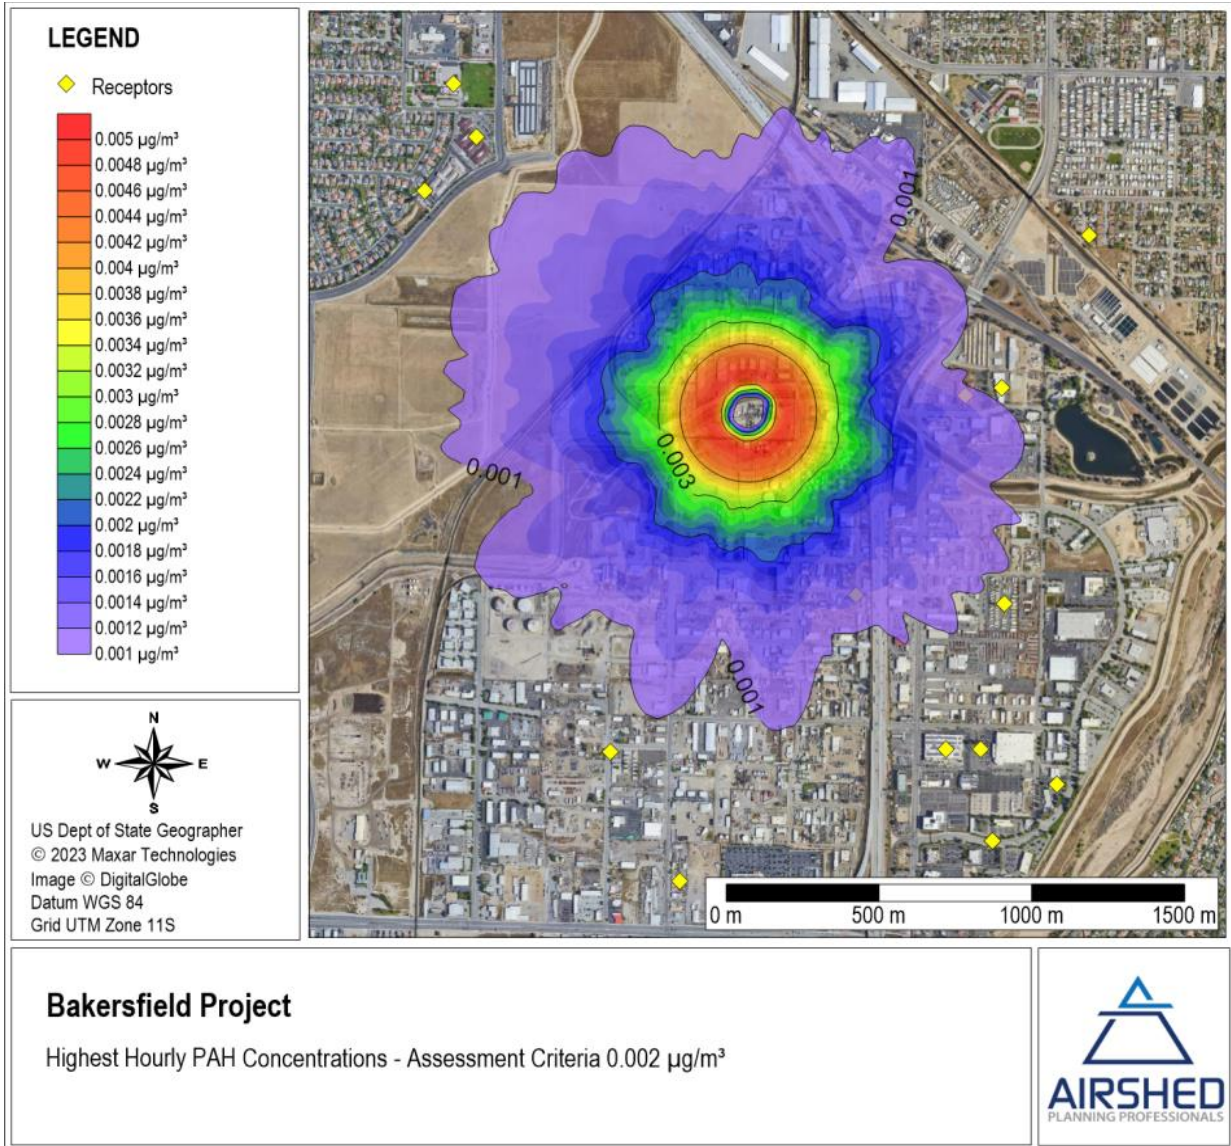 LEGEND
Receptors
0.005 µg/m³
0.0048 µg/m³
0.0046 µg/m³
0.0044 µg/m³
0.0042 µg/m³
0.004 µg/m³
0.0038 µg/m³
0.0036 µg/m³
0.0034 µg/m³
0.0032 µg/m³
0.003 µg/m³
0.0028 µg/m³
0.0026 µg/m³
0.0024 µg/m³
0.0022 µg/m³
0.002 µg/m³
0.0018 µg/m³
0.0016 µg/m³
0.0014 µg/m³
0.0012 µg/m³
0.001 µg/m³
N
W E
S
US Dept of State Geographer
© 2023 Maxar Technologies
Image © DigitalGlobe
Datum WGS 84
Grid UTM Zone 11S
0.001
0.003
0.001
0.001
0 m 500 m 1000 m 1500 m
Bakersfield Project
Highest Hourly PAH Concentrations - Assessment Criteria 0.002 µg/m³
AIRSHED
PLANNING PROFESSIONALS